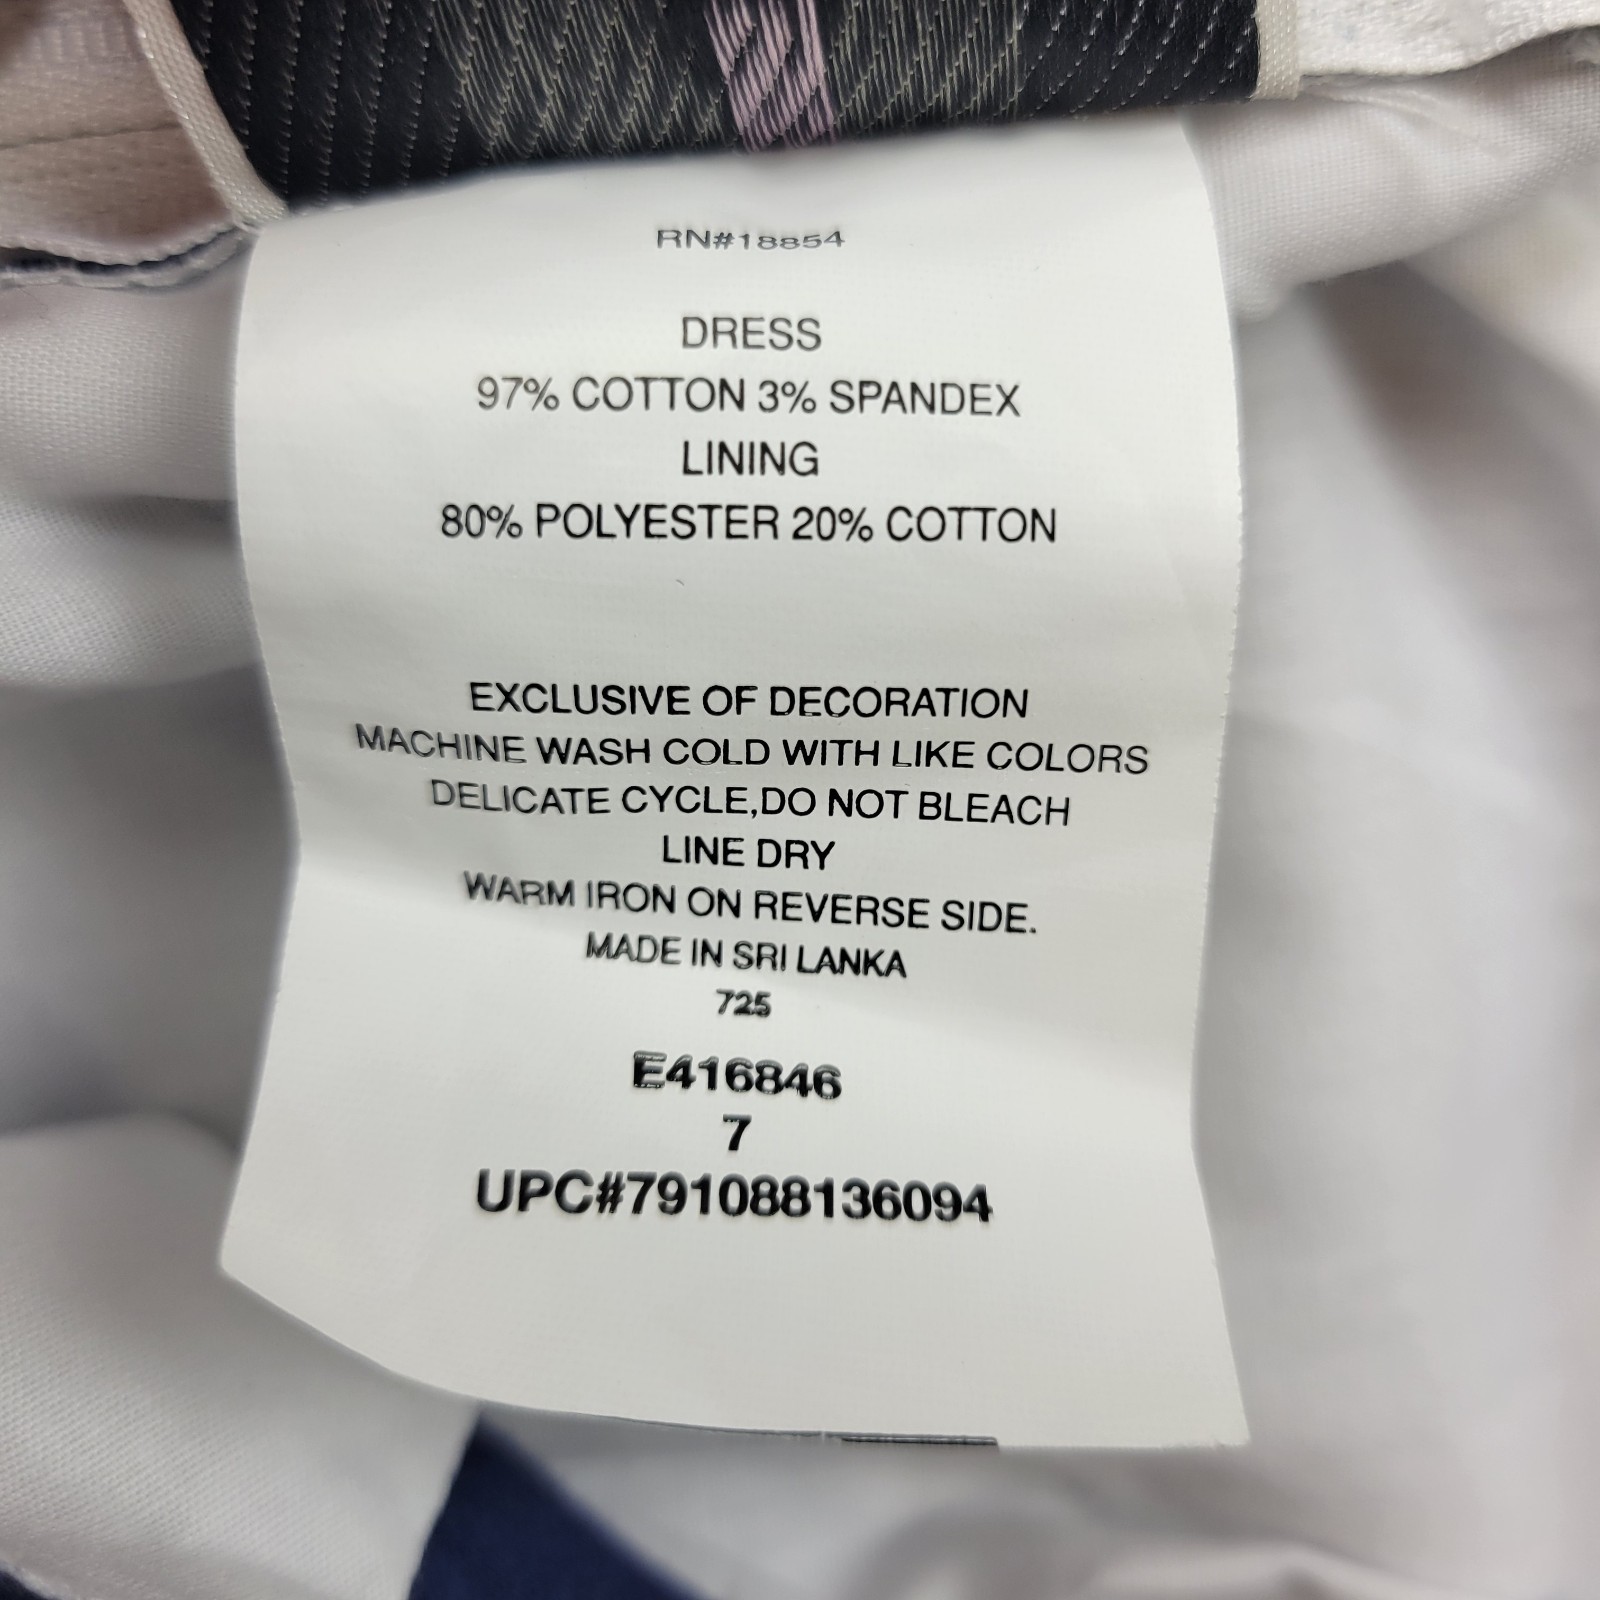 RN#18854
DRESS
97% COTTON 3% SPANDEX
LINING
80% POLYESTER 20% COTTON
EXCLUSIVE OF DECORATION
MACHINE WASH COLD WITH LIKE COLORS
DELICATE CYCLE,DO NOT BLEACH
LINE DRY
WARM IRON ON REVERSE SIDE.
MADE IN SRI LANKA
725
E416846
7
UPC#791088136094